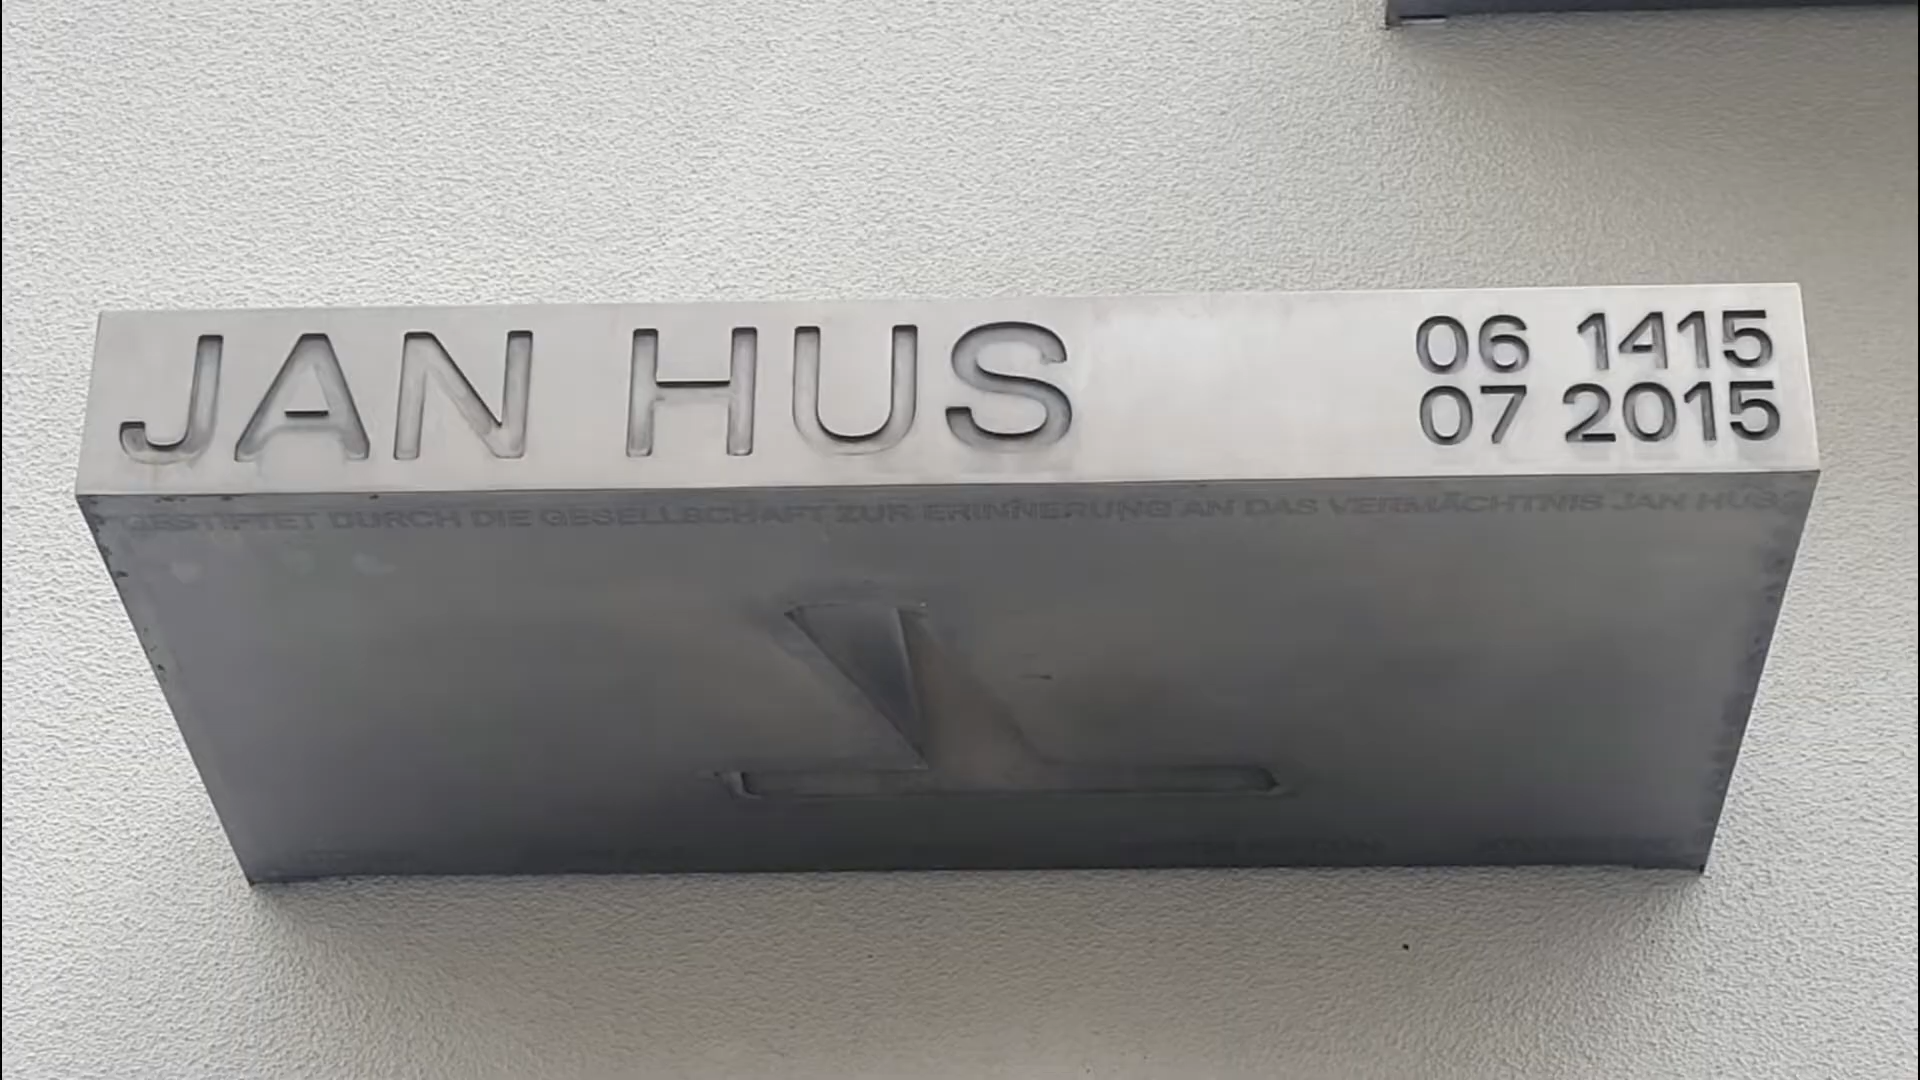 JAN HUS
06 1415
07 2015
GESTIFTET DURCH DIE GESELLSCHAFT ZUR ERINNERUNG AN DAS VERMÄCHTNIS JAN HUS